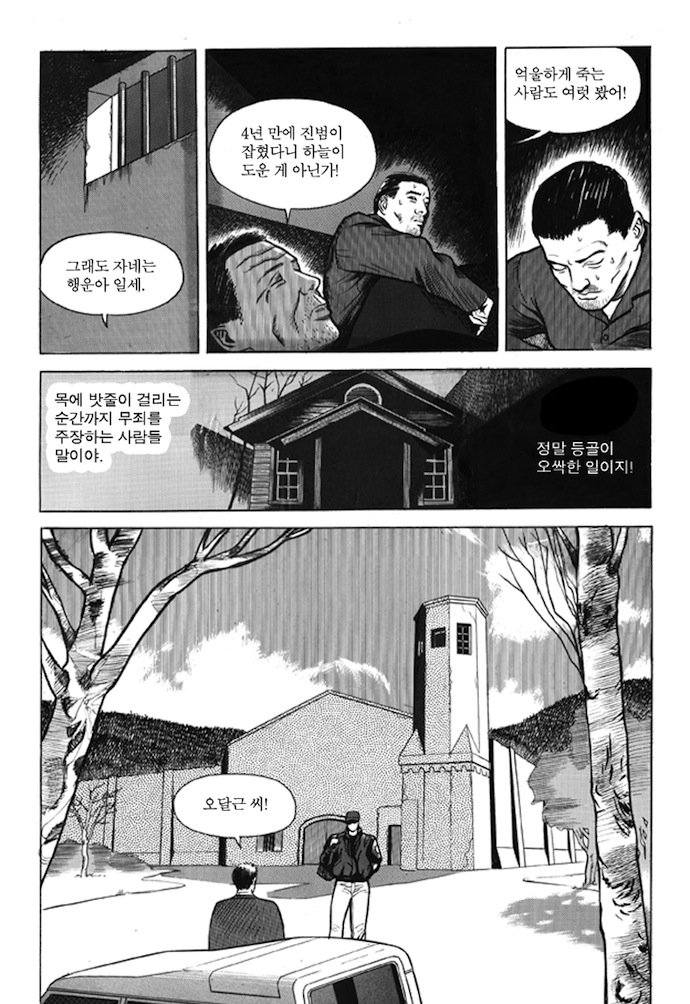 그래도 자네는
행운아 일세.
4년 만에 진범이
잡혔다니 하늘이
도운 게 아닌가!
억울하게 죽는
사람도 여럿 봤어!
목에 밧줄이 걸리는
순간까지 무죄를
주장하는 사람들
말이야.
정말 등골이
오싹한 일이지!
오달근 씨!